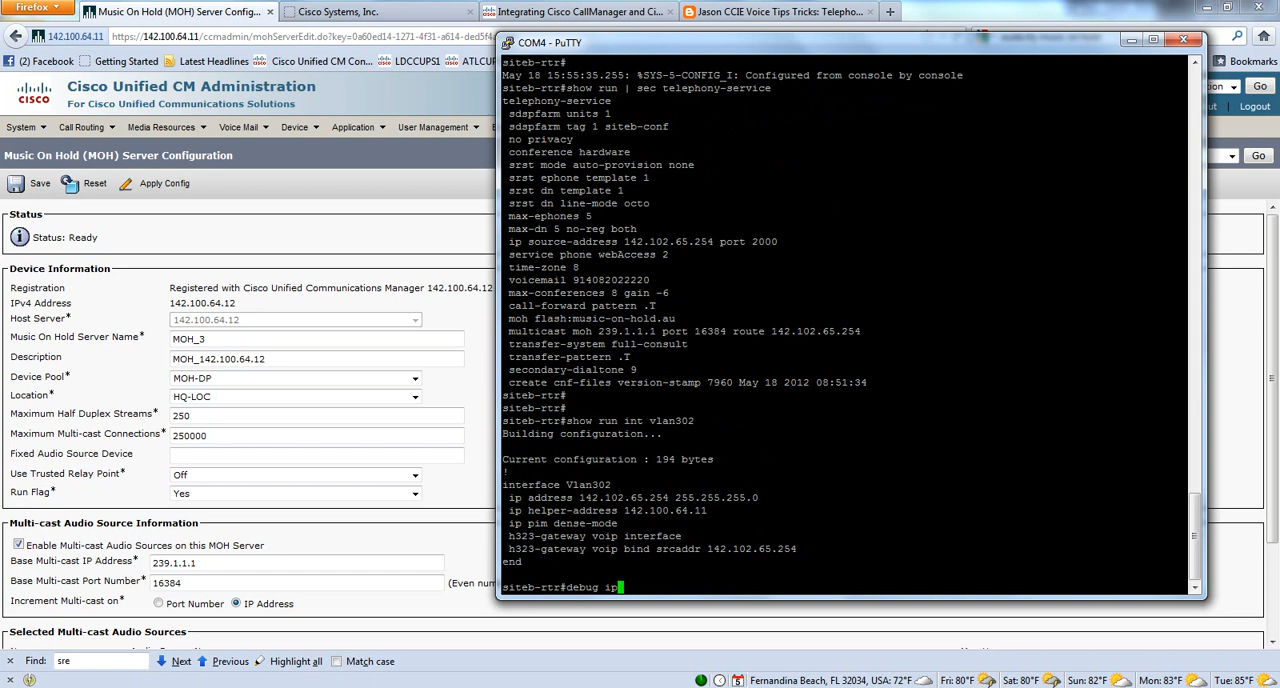 Firefox
Music On Hold (MOH) Server Config...
Cisco Systems, Inc.
Integrating Cisco CallManager and Ci...
Jason CCIE Voice Tips Tricks: Telepho...
142.100.64.11
https://142.100.64.11/ccmadmin/mohServerEdit.do?key=0a60ed14-1271-4f31-a614-ded5f4a
(2) Facebook
Getting Started
Latest Headlines
Cisco Unified CM Con...
LDCCUPS1
ATLCUP
Bookmarks
CISCO
Cisco Unified CM Administration
For Cisco Unified Communications Solutions
Go
Logout
System
Call Routing
Media Resources
Voice Mail
Device
Application
User Management
Music On Hold (MOH) Server Configuration
Go
Save
Reset
Apply Config
Status
Status: Ready
Device Information
Registration Registered with Cisco Unified Communications Manager 142.100.64.12
IPv4 Address 142.100.64.12
Host Server* 142.100.64.12
Music On Hold Server Name* MOH_3
Description MOH_142.100.64.12
Device Pool* MOH-DP
Location* HQ-LOC
Maximum Half Duplex Streams* 250
Maximum Multi-cast Connections* 250000
Fixed Audio Source Device
Use Trusted Relay Point* Off
Run Flag* Yes
Multi-cast Audio Source Information
Enable Multi-cast Audio Sources on this MOH Server
Base Multi-cast IP Address* 239.1.1.1
Base Multi-cast Port Number* 16384 (Even num
Increment Multi-cast on* Port Number IP Address
Selected Multi-cast Audio Sources
COM4 - PuTTY
siteb-rtr#
May 18 15:55:35.255: %SYS-5-CONFIG_I: Configured from console by console
siteb-rtr#show run | sec telephony-service
telephony-service
sdspfarm units 1
sdspfarm tag 1 siteb-conf
no privacy
conference hardware
srst mode auto-provision none
srst ephone template 1
srst dn template 1
srst dn line-mode octo
max-ephones 5
max-dn 5 no-reg both
ip source-address 142.102.65.254 port 2000
service phone webAccess 2
time-zone 8
voicemail 914082022220
max-conferences 8 gain -6
call-forward pattern .T
moh flash:music-on-hold.au
multicast moh 239.1.1.1 port 16384 route 142.102.65.254
transfer-system full-consult
transfer-pattern .T
secondary-dialtone 9
create cnf-files version-stamp 7960 May 18 2012 08:51:34
siteb-rtr#
siteb-rtr#
siteb-rtr#show run int vlan302
Building configuration...
Current configuration : 194 bytes
!
interface Vlan302
ip address 142.102.65.254 255.255.255.0
ip helper-address 142.100.64.11
ip pim dense-mode
h323-gateway voip interface
h323-gateway voip bind srcaddr 142.102.65.254
end
siteb-rtr#debug ip
Find: sre
Next
Previous
Highlight all
Match case
Fernandina Beach, FL 32034, USA: 72°F
Fri: 80°F
Sat: 80°F
Sun: 82°F
Mon: 83°F
Tue: 85°F